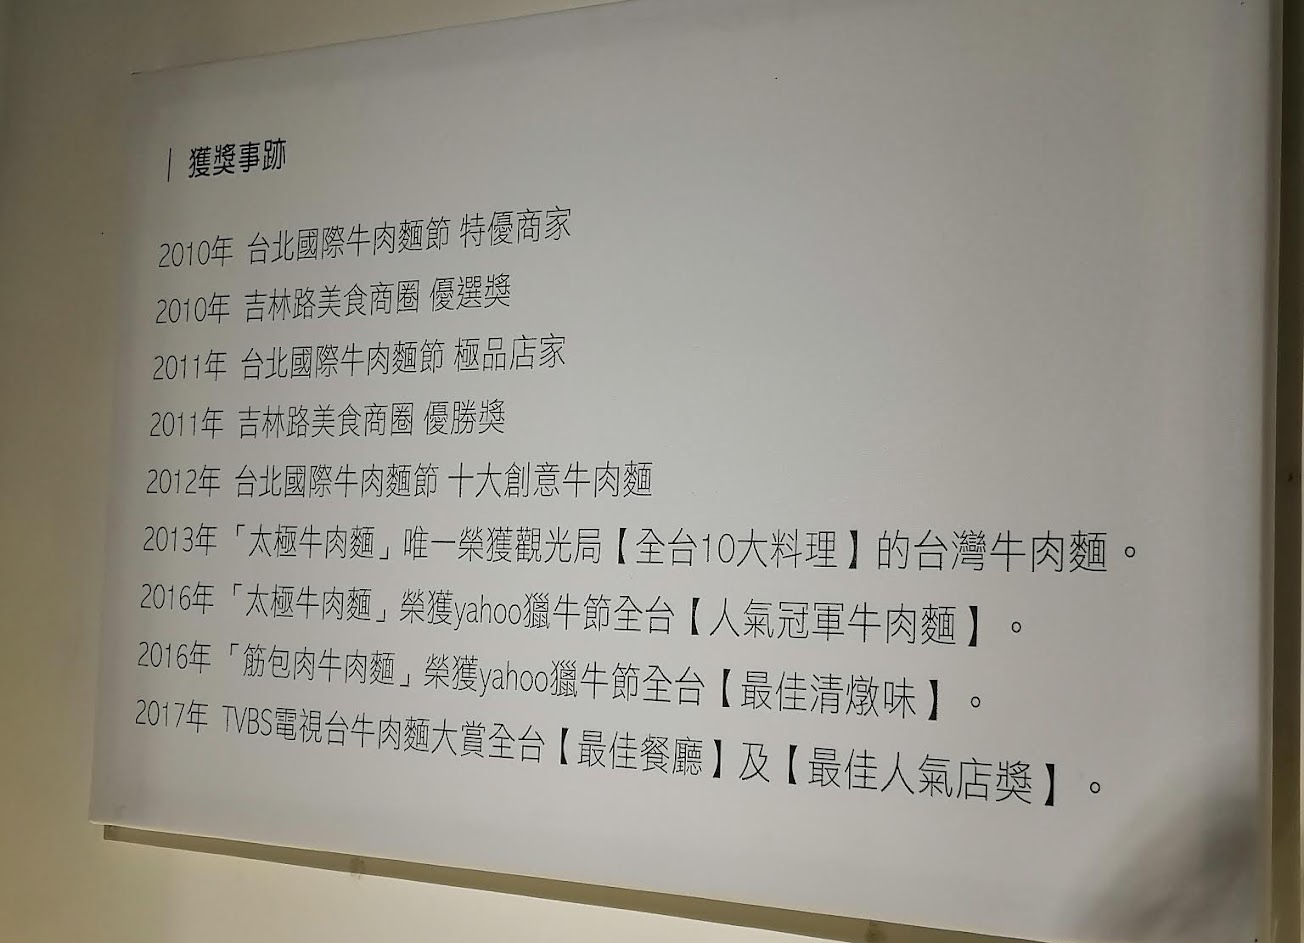 | 獲獎事跡
2010年 台北國際牛肉麵節 特優商家
2010年 吉林路美食商圈 優選獎
2011年 台北國際牛肉麵節 極品店家
2011年 吉林路美食商圈 優勝獎
2012年 台北國際牛肉麵節 十大創意牛肉麵
2013年「太極牛肉麵」唯一榮獲觀光局【全台10大料理】的台灣牛肉麵。
2016年「太極牛肉麵」榮獲yahoo獵牛節全台【人氣冠軍牛肉麵】。
2016年「筋包肉牛肉麵」榮獲yahoo獵牛節全台【最佳清燉味】。
2017年 TVBS電視台牛肉麵大賞全台【最佳餐廳】及【最佳人氣店獎】。